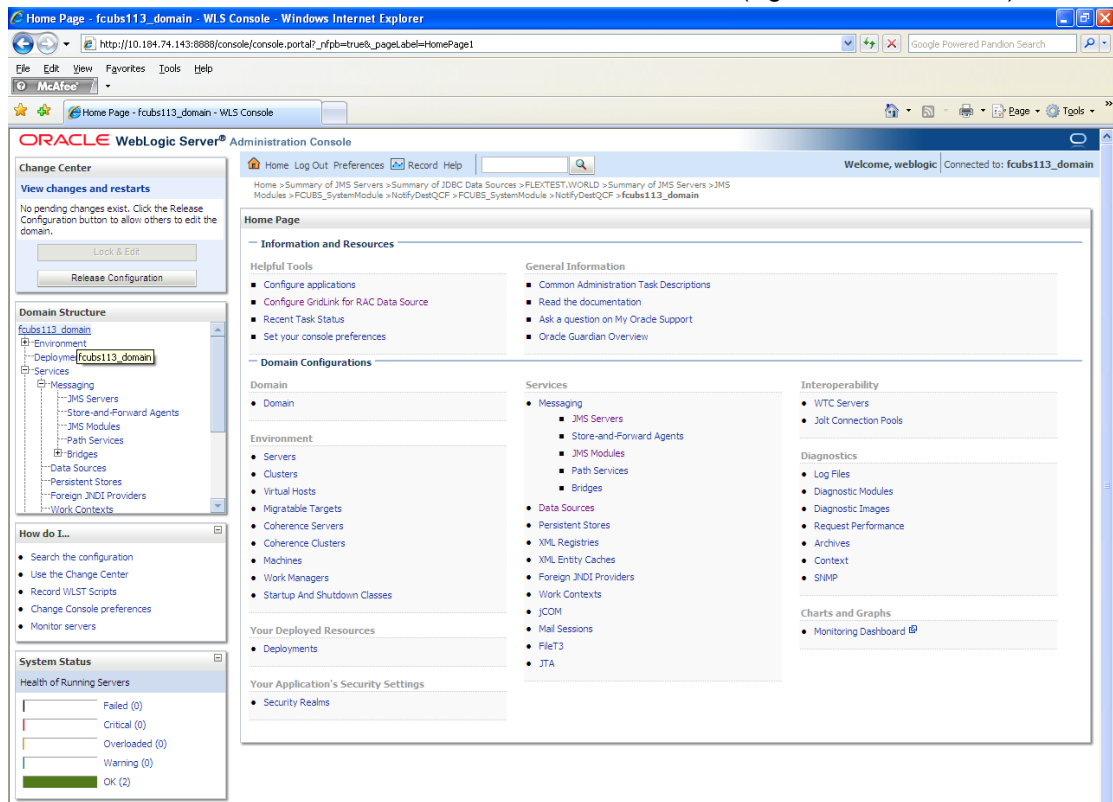 Home Page - fcubs113_domain - WLS Console - Windows Internet Explorer
http://10.184.74.143:8888/console/console.portal?_nfpb=true&_pageLabel=HomePage1
Google Powered Pandion Search
File Edit View Favorites Tools Help
McAfee
Home Page - fcubs113_domain - WLS Console
Page Tools
ORACLE WebLogic Server® Administration Console
Change Center
View changes and restarts
No pending changes exist. Click the Release
Configuration button to allow others to edit the
domain.
Lock & Edit
Release Configuration
Domain Structure
fcubs113_domain
Environment
Deployme
fcubs113_domain
Services
Messaging
JMS Servers
Store-and-Forward Agents
JMS Modules
Path Services
Bridges
Data Sources
Persistent Stores
Foreign JNDI Providers
Work Contexts
How do I...
Search the configuration
Use the Change Center
Record WLST Scripts
Change Console preferences
Monitor servers
System Status
Health of Running Servers
Failed (0)
Critical (0)
Overloaded (0)
Warning (0)
OK (2)
Home Log Out Preferences Record Help
Welcome, weblogic Connected to: fcubs113_domain
Home >Summary of JMS Servers >Summary of JDBC Data Sources >FLEXTEST.WORLD >Summary of JMS Servers >JMS
Modules >FCUBS_SystemModule >NotifyDestQCF >FCUBS_SystemModule >NotifyDestQCF >fcubs113_domain
Home Page
Information and Resources
Helpful Tools
Configure applications
Configure GridLink for RAC Data Source
Recent Task Status
Set your console preferences
General Information
Common Administration Task Descriptions
Read the documentation
Ask a question on My Oracle Support
Oracle Guardian Overview
Domain Configurations
Domain
Domain
Environment
Servers
Clusters
Virtual Hosts
Migratable Targets
Coherence Servers
Coherence Clusters
Machines
Work Managers
Startup And Shutdown Classes
Your Deployed Resources
Deployments
Your Application's Security Settings
Security Realms
Services
Messaging
JMS Servers
Store-and-Forward Agents
JMS Modules
Path Services
Bridges
Data Sources
Persistent Stores
XML Registries
XML Entity Caches
Foreign JNDI Providers
Work Contexts
jCOM
Mail Sessions
FileT3
JTA
Interoperability
WTC Servers
Jolt Connection Pools
Diagnostics
Log Files
Diagnostic Modules
Diagnostic Images
Request Performance
Archives
Context
SNMP
Charts and Graphs
Monitoring Dashboard